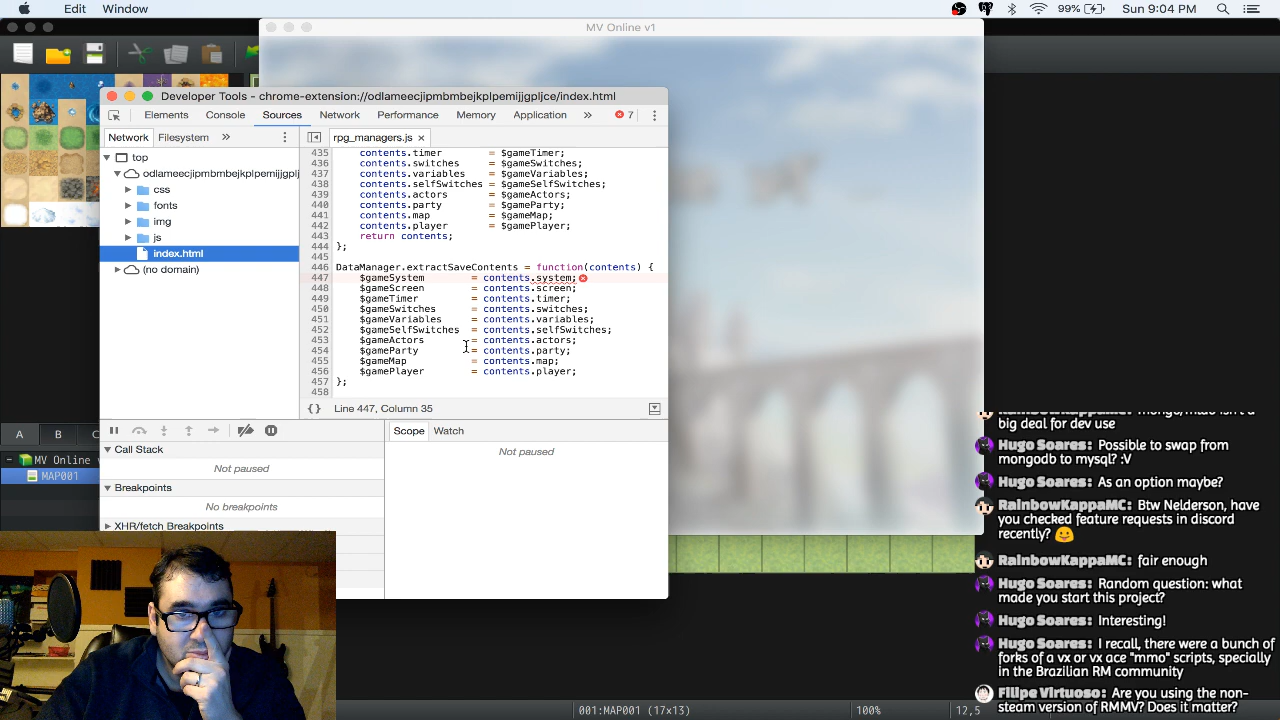 Edit Window
99% Sun 9:04 PM
MV Online v1
Developer Tools - chrome-extension://odlameecjipmbmbejkplpemijjgpljce/index.html
Elements Console Sources Network Performance Memory Application » 7
Network Filesystem »
rpg_managers.js ×
top
odlameecjipmbmbejkplpemijjgplj
css
fonts
img
js
index.html
(no domain)
435 contents.timer = $gameTimer;
436 contents.switches = $gameSwitches;
437 contents.variables = $gameVariables;
438 contents.selfSwitches = $gameSelfSwitches;
439 contents.actors = $gameActors;
440 contents.party = $gameParty;
441 contents.map = $gameMap;
442 contents.player = $gamePlayer;
443 return contents;
444 };
445
446 DataManager.extractSaveContents = function(contents) {
447 $gameSystem = contents.system;
448 $gameScreen = contents.screen;
449 $gameTimer = contents.timer;
450 $gameSwitches = contents.switches;
451 $gameVariables = contents.variables;
452 $gameSelfSwitches = contents.selfSwitches;
453 $gameActors = contents.actors;
454 $gameParty = contents.party;
455 $gameMap = contents.map;
456 $gamePlayer = contents.player;
457 };
458
{} Line 447, Column 35
Call Stack
Not paused
Breakpoints
No breakpoints
XHR/fetch Breakpoints
Scope Watch
Not paused
A B C
MV Online
MAP001
big deal for dev use
Hugo Soares: Possible to swap from
mongodb to mysql? :V
Hugo Soares: As an option maybe?
RainbowKappaMC: Btw Nelderson, have
you checked feature requests in discord
recently?
RainbowKappaMC: fair enough
Hugo Soares: Random question: what
made you start this project?
Hugo Soares: Interesting!
Hugo Soares: I recall, there were a bunch of
forks of a vx or vx ace "mmo" scripts, specially
in the Brazilian RM community
Filipe Virtuoso: Are you using the non-
steam version of RMMV? Does it matter?
001:MAP001 (17x13) 100% 12,5